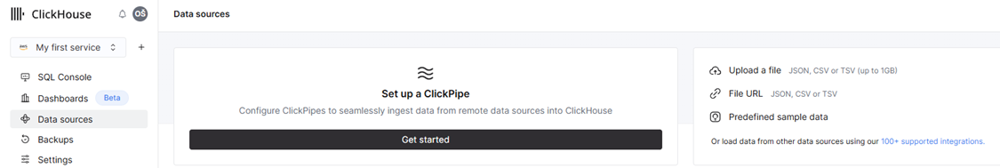 ClickHouse
OŠ
Data sources
aws
My first service
+
SQL Console
Dashboards Beta
Data sources
Backups
Settings
Set up a ClickPipe
Configure ClickPipes to seamlessly ingest data from remote data sources into ClickHouse
Get started
Upload a file JSON, CSV or TSV (up to 1GB)
File URL JSON, CSV or TSV
Predefined sample data
Or load data from other data sources using our 100+ supported integrations.